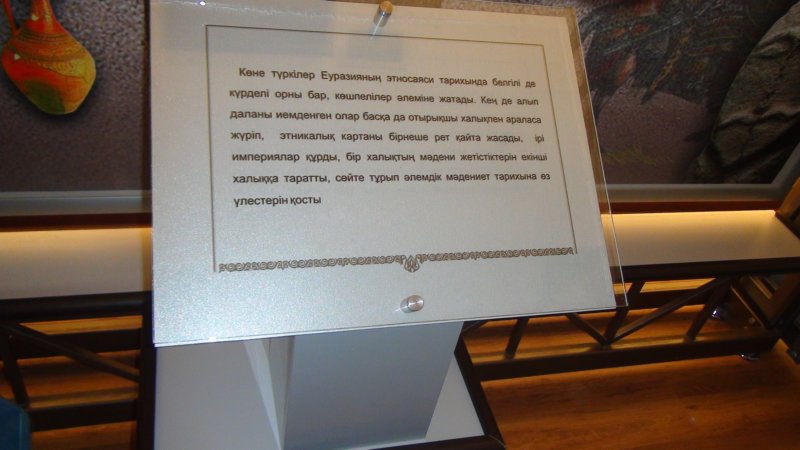 Көне түркілер Еуразияның этносаяси тарихында белгілі де
күрделі орны бар, көшпелілер әлеміне жатады. Кең де алып
даланы иемденген олар басқа да отырықшы халықпен араласа
жүріп, этникалық картаны бірнеше рет қайта жасады, ірі
империялар құрды, бір халықтың мәдени жетістіктерін екінші
халыққа таратты, сөйте тұрып әлемдік мәдениет тарихына өз
үлестерін қосты